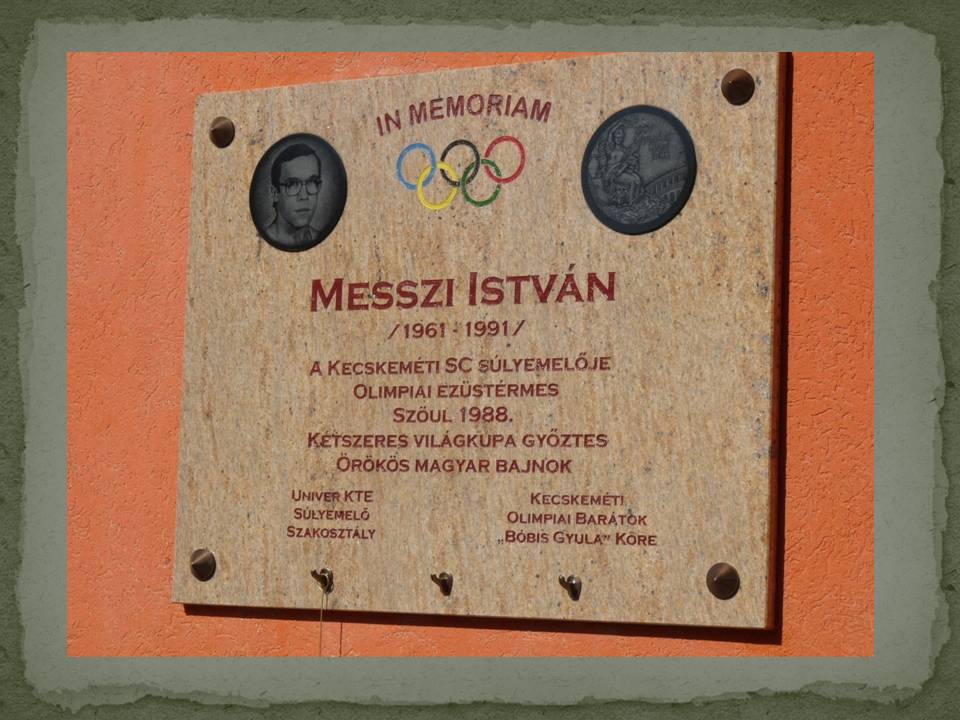 IN MEMORIAM
MESSZI ISTVÁN
/1961 - 1991/
A KECSKEMÉTI SC SÚLYEMELŐJE
OLIMPIAI EZÜSTÉRMES
SZÖUL 1988.
KÉTSZERES VILÁGKUPA GYŐZTES
ÖRÖKÖS MAGYAR BAJNOK
UNIVER KTE
SÚLYEMELŐ
SZAKOSZTÁLY
KECSKEMÉTI
OLIMPIAI BARÁTOK
„BÓBIS GYULA” KÖRE